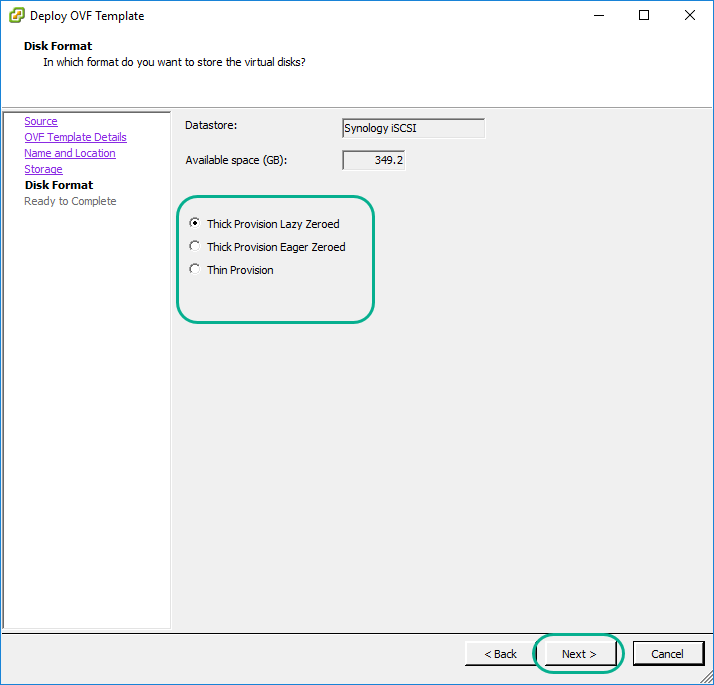 Deploy OVF Template
Disk Format
In which format do you want to store the virtual disks?
Source
OVF Template Details
Name and Location
Storage
Disk Format
Ready to Complete
Datastore:
Synology iSCSI
Available space (GB):
349.2
Thick Provision Lazy Zeroed
Thick Provision Eager Zeroed
Thin Provision
< Back
Next >
Cancel